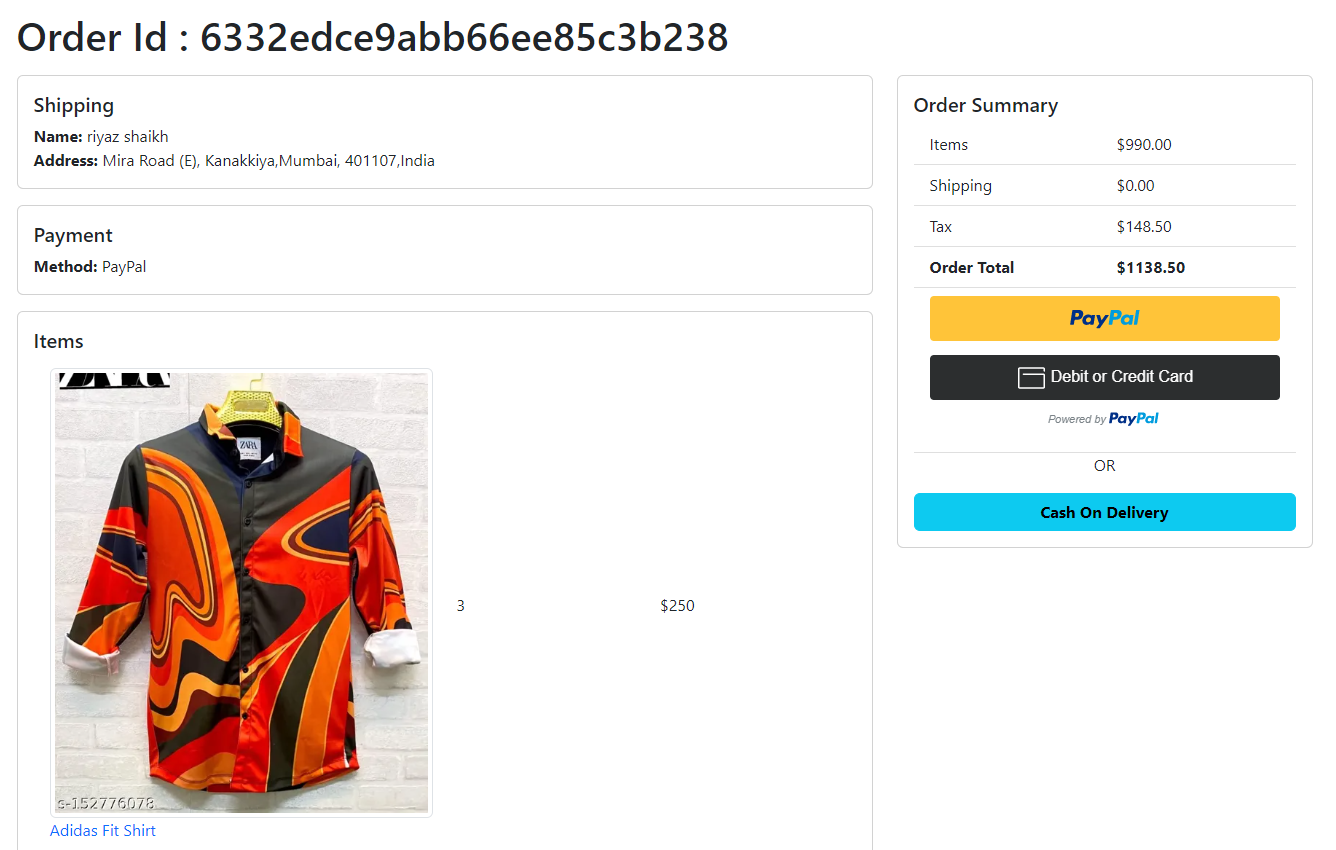 Order Id : 6332edce9abb66ee85c3b238
Shipping
Name: riyaz shaikh
Address: Mira Road (E), Kanakkiya,Mumbai, 401107,India
Payment
Method: PayPal
Items
ZARA
ZARA
3
$250
s-152776078
Adidas Fit Shirt
Order Summary
Items $990.00
Shipping $0.00
Tax $148.50
Order Total $1138.50
PayPal
Debit or Credit Card
Powered by PayPal
OR
Cash On Delivery